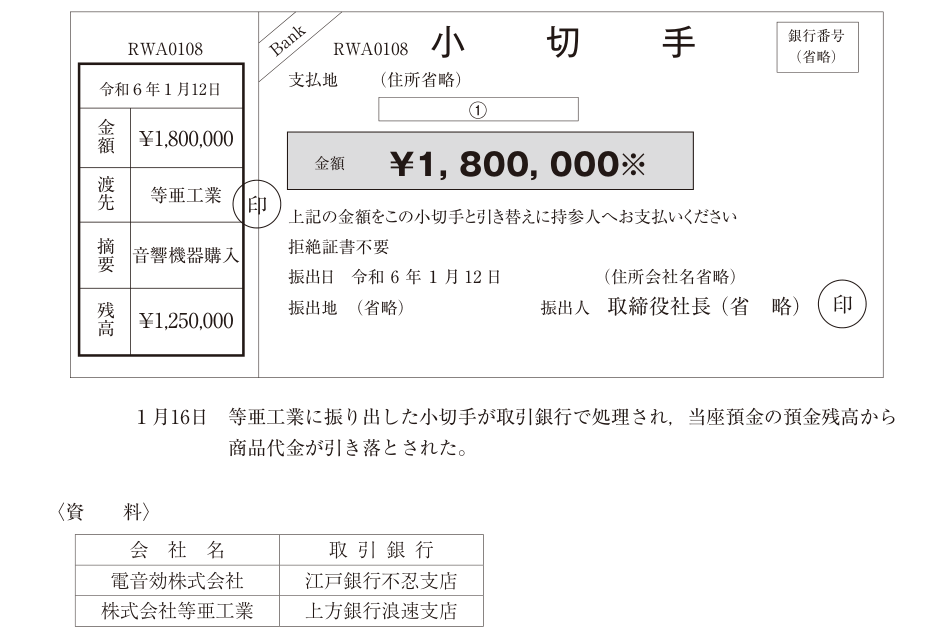 RWA0108
令和6年1月12日
金額 ¥1,800,000
渡先 等亜工業
摘要 音響機器購入
残高 ¥1,250,000
印
Bank
RWA0108 小切手
銀行番号
（省略）
支払地 （住所省略）
①
金額 ¥1,800,000※
上記の金額をこの小切手と引き替えに持参人へお支払いください
拒絶証書不要
振出日 令和6年1月12日 （住所会社名省略）
振出地 （省略） 振出人 取締役社長（省 略） 印
1月16日 等亜工業に振り出した小切手が取引銀行で処理され，当座預金の預金残高から
商品代金が引き落とされた。
〈資 料〉
会社名 取引銀行
電音効株式会社 江戸銀行不忍支店
株式会社等亜工業 上方銀行浪速支店